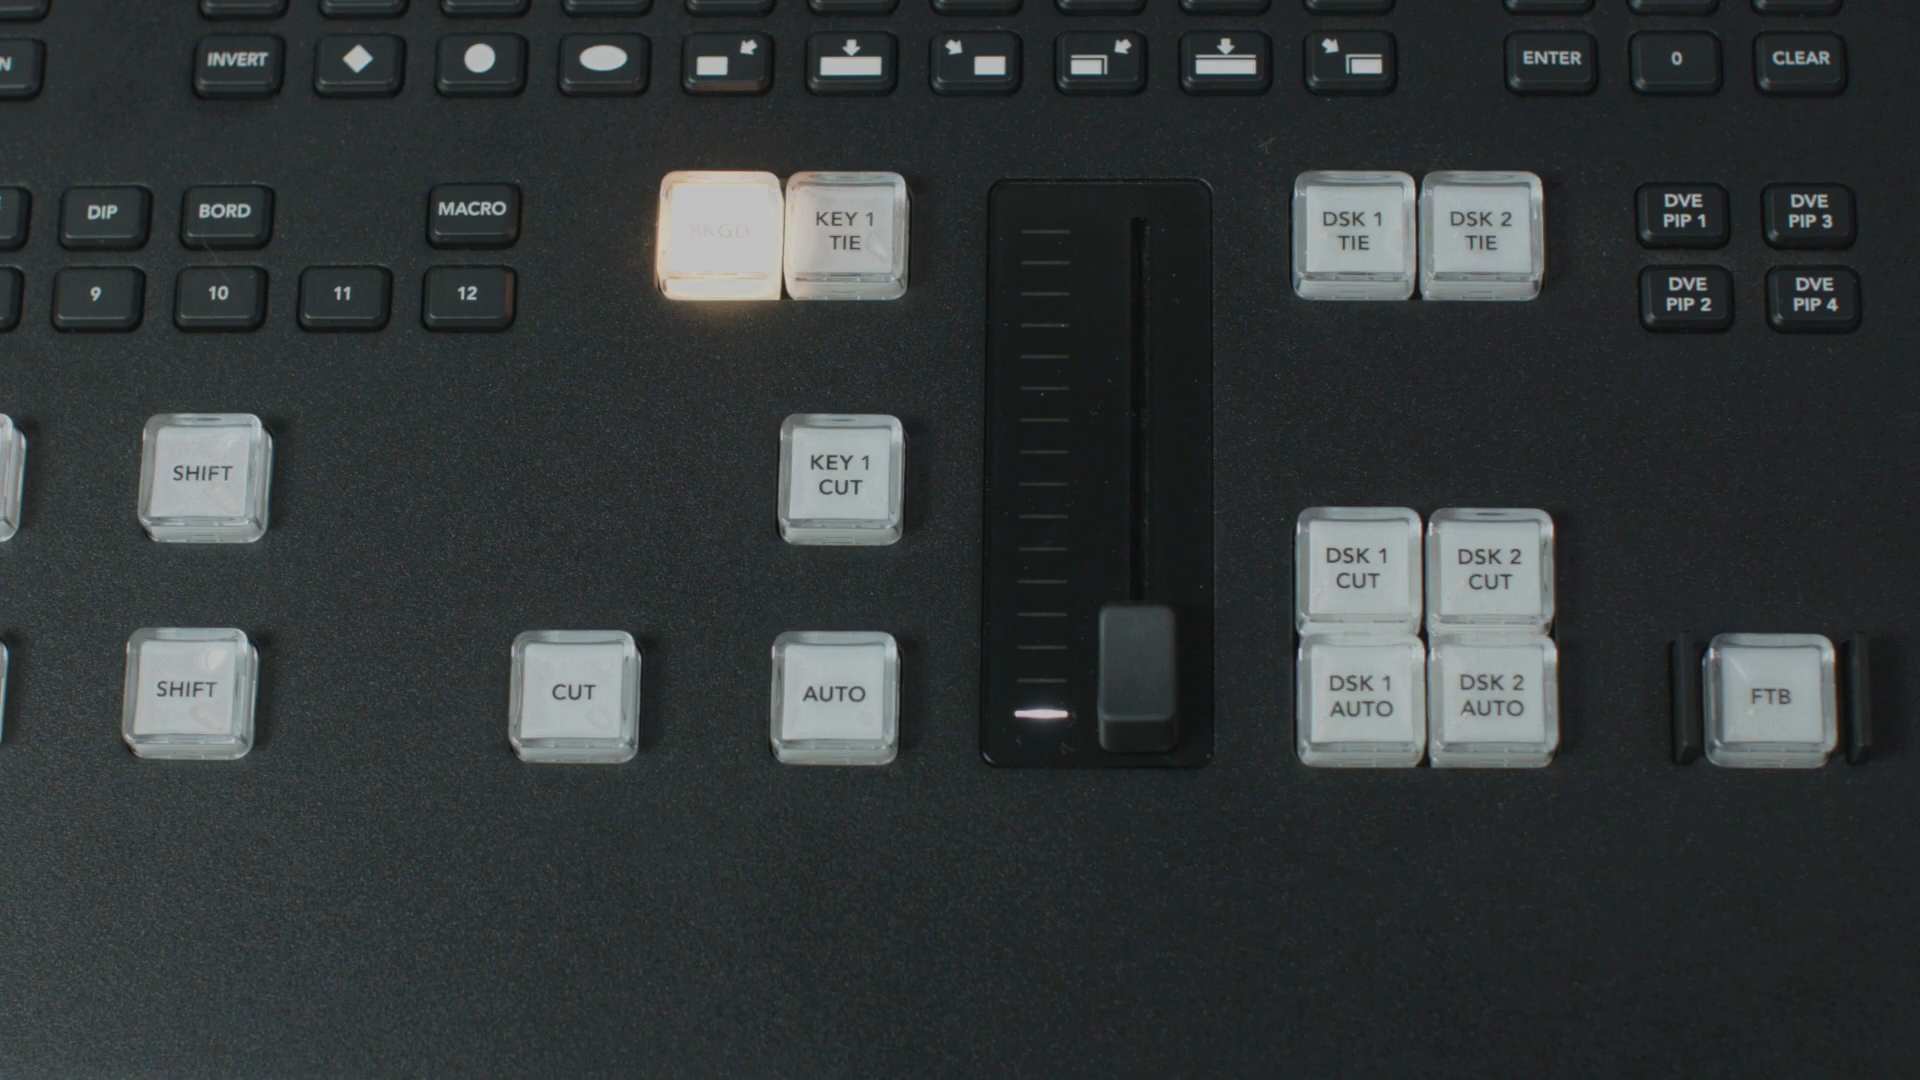 INVERT
ENTER
0
CLEAR
DIP
BORD
MACRO
BKGD
KEY 1
TIE
DSK 1
TIE
DSK 2
TIE
DVE
PIP 1
DVE
PIP 3
9
10
11
12
DVE
PIP 2
DVE
PIP 4
SHIFT
KEY 1
CUT
DSK 1
CUT
DSK 2
CUT
SHIFT
CUT
AUTO
DSK 1
AUTO
DSK 2
AUTO
FTB